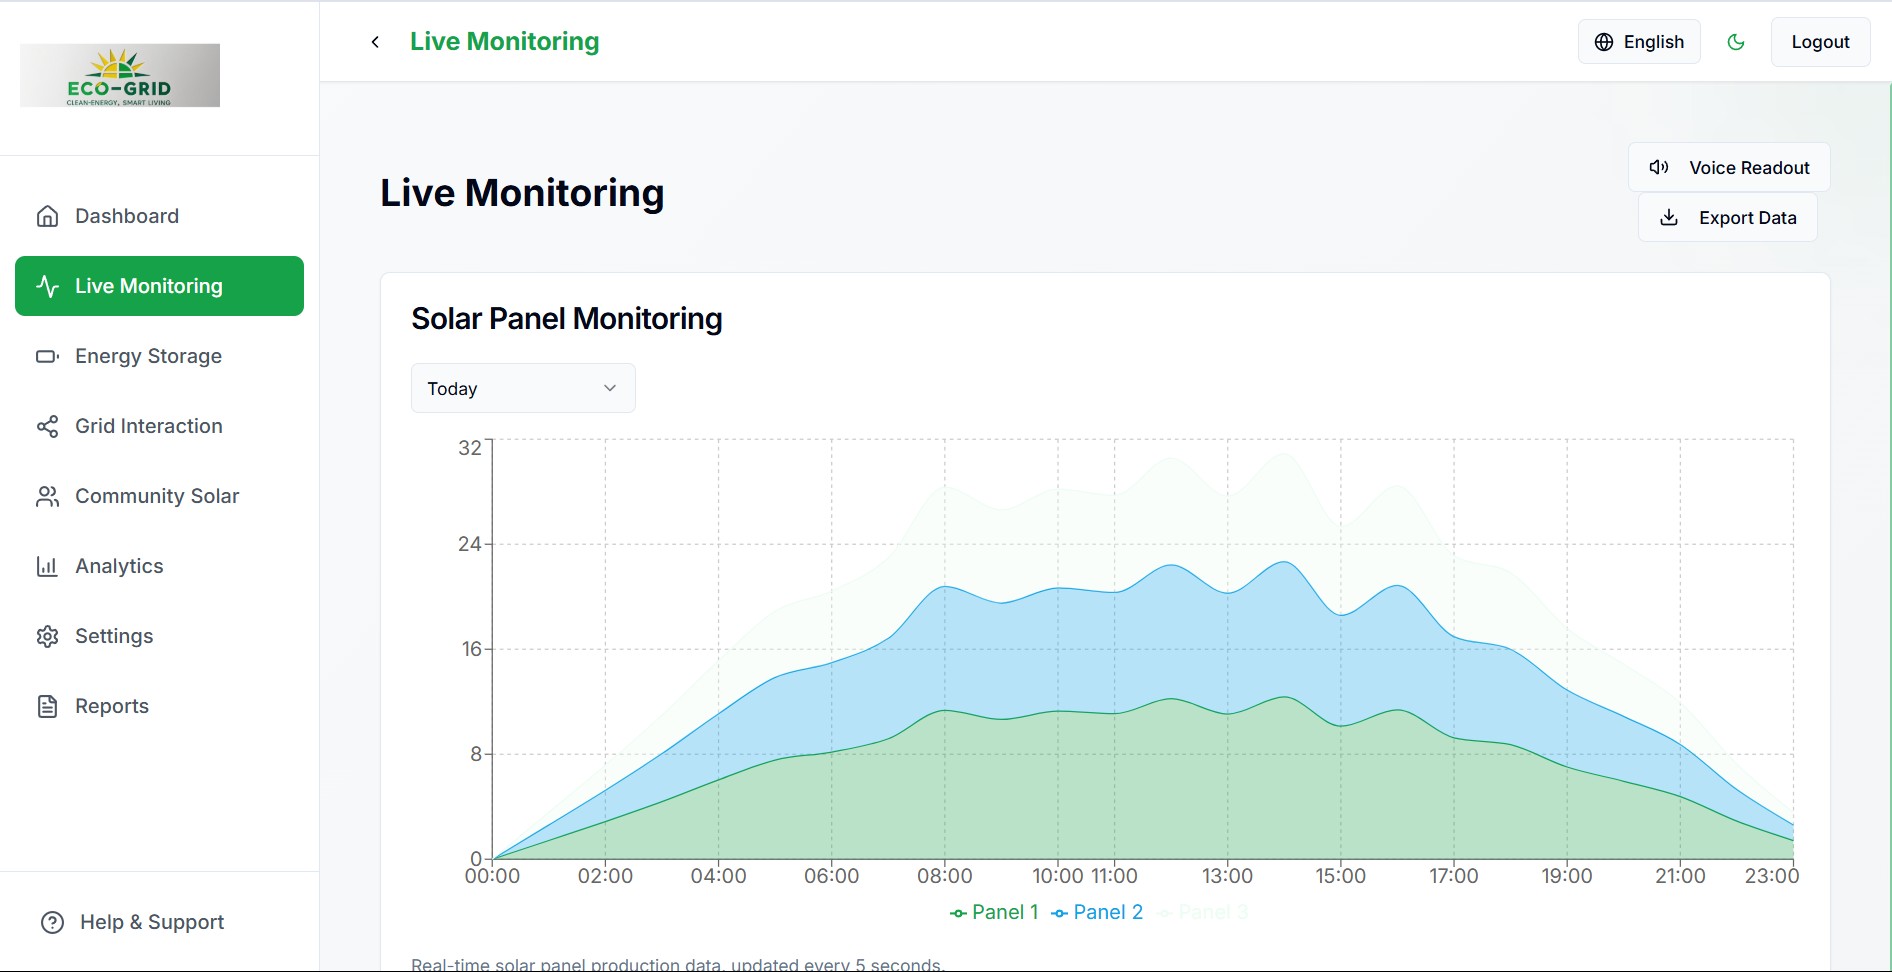 ECO-GRID
CLEAN-ENERGY, SMART LIVING
Live Monitoring
English
Logout
Dashboard
Live Monitoring
Energy Storage
Grid Interaction
Community Solar
Analytics
Settings
Reports
Help & Support
Live Monitoring
Voice Readout
Export Data
Solar Panel Monitoring
Today
32
24
16
8
0
00:00 02:00 04:00 06:00 08:00 10:00 11:00 13:00 15:00 17:00 19:00 21:00 23:00
Panel 1 Panel 2 Panel 3
Real-time solar panel production data, updated every 5 seconds.